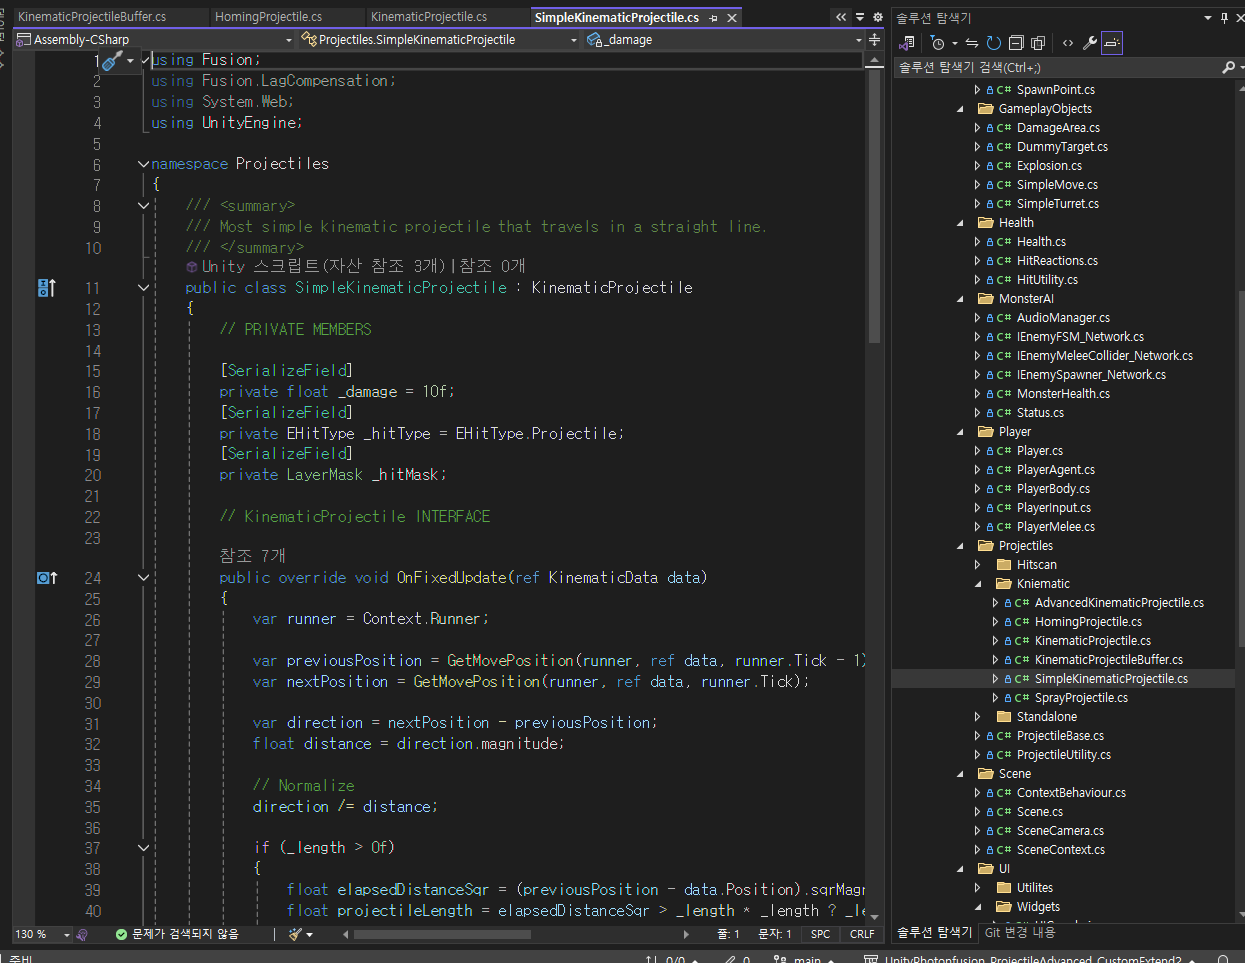 KinematicProjectileBuffer.cs HomingProjectile.cs KinematicProjectile.cs SimpleKinematicProjectile.cs
Assembly-CSharp Projectiles.SimpleKinematicProjectile _damage
1 using Fusion;
2 using Fusion.LagCompensation;
3 using System.Web;
4 using UnityEngine;
5
6 namespace Projectiles
7 {
8 /// <summary>
9 /// Most simple kinematic projectile that travels in a straight line.
10 /// </summary>
Unity 스크립트(자산 참조 3개)|참조 0개
11 public class SimpleKinematicProjectile : KinematicProjectile
12 {
13 // PRIVATE MEMBERS
14
15 [SerializeField]
16 private float _damage = 10f;
17 [SerializeField]
18 private EHitType _hitType = EHitType.Projectile;
19 [SerializeField]
20 private LayerMask _hitMask;
21
22 // KinematicProjectile INTERFACE
23
참조 7개
24 public override void OnFixedUpdate(ref KinematicData data)
25 {
26 var runner = Context.Runner;
27
28 var previousPosition = GetMovePosition(runner, ref data, runner.Tick - 1)
29 var nextPosition = GetMovePosition(runner, ref data, runner.Tick);
30
31 var direction = nextPosition - previousPosition;
32 float distance = direction.magnitude;
33
34 // Normalize
35 direction /= distance;
36
37 if (_length > 0f)
38 {
39 float elapsedDistanceSqr = (previousPosition - data.Position).sqrMagr
40 float projectileLength = elapsedDistanceSqr > _length * _length ? _le
130 % 문제가 검색되지 않음 줄: 1 문자: 1 SPC CRLF
솔루션 탐색기
솔루션 탐색기 검색(Ctrl+;)
C# SpawnPoint.cs
GameplayObjects
C# DamageArea.cs
C# DummyTarget.cs
C# Explosion.cs
C# SimpleMove.cs
C# SimpleTurret.cs
Health
C# Health.cs
C# HitReactions.cs
C# HitUtility.cs
MonsterAI
C# AudioManager.cs
C# IEnemyFSM_Network.cs
C# IEnemyMeleeCollider_Network.cs
C# IEnemySpawner_Network.cs
C# MonsterHealth.cs
C# Status.cs
Player
C# Player.cs
C# PlayerAgent.cs
C# PlayerBody.cs
C# PlayerInput.cs
C# PlayerMelee.cs
Projectiles
Hitscan
Kniematic
C# AdvancedKinematicProjectile.cs
C# HomingProjectile.cs
C# KinematicProjectile.cs
C# KinematicProjectileBuffer.cs
C# SimpleKinematicProjectile.cs
C# SprayProjectile.cs
Standalone
C# ProjectileBase.cs
C# ProjectileUtility.cs
Scene
C# ContextBehaviour.cs
C# Scene.cs
C# SceneCamera.cs
C# SceneContext.cs
UI
Utilites
Widgets
솔루션 탐색기 Git 변경 내용
준비 0/0 0 main UnityPhotonfusion_ProjectileAdvanced_CustomExtend2